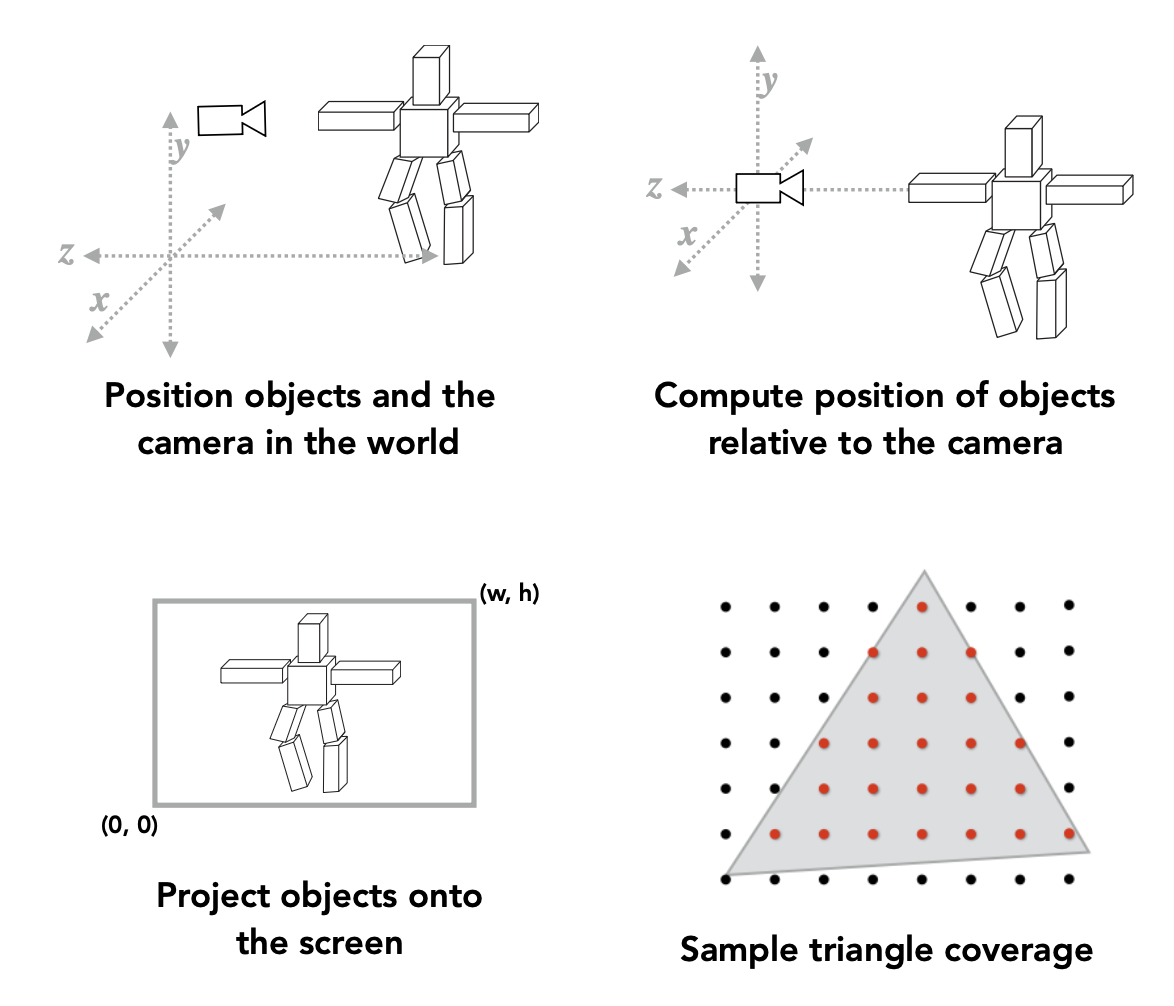 y
z
x
Position objects and the
camera in the world
y
z
x
Compute position of objects
relative to the camera
(w, h)
(0, 0)
Project objects onto
the screen
Sample triangle coverage